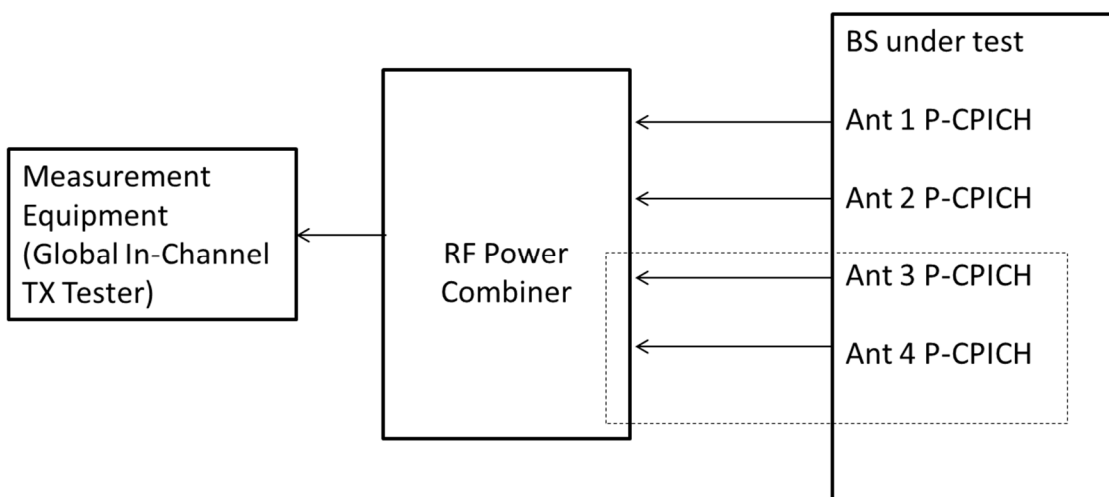 BS under test
Ant 1 P-CPICH
Ant 2 P-CPICH
Ant 3 P-CPICH
Ant 4 P-CPICH
RF Power
Combiner
Measurement
Equipment
(Global In-Channel
TX Tester)